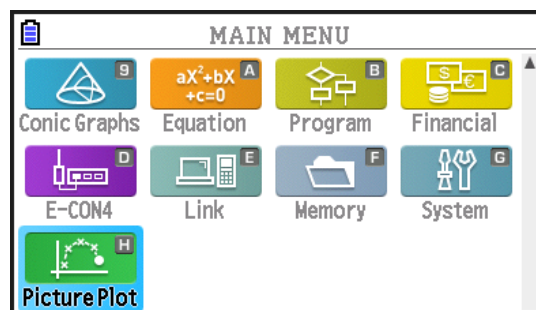 MAIN MENU
9 A B C
aX²+bX
+c=0
$ €
Conic Graphs Equation Program Financial
D E F G
E-CON4 Link Memory System
H
Picture Plot